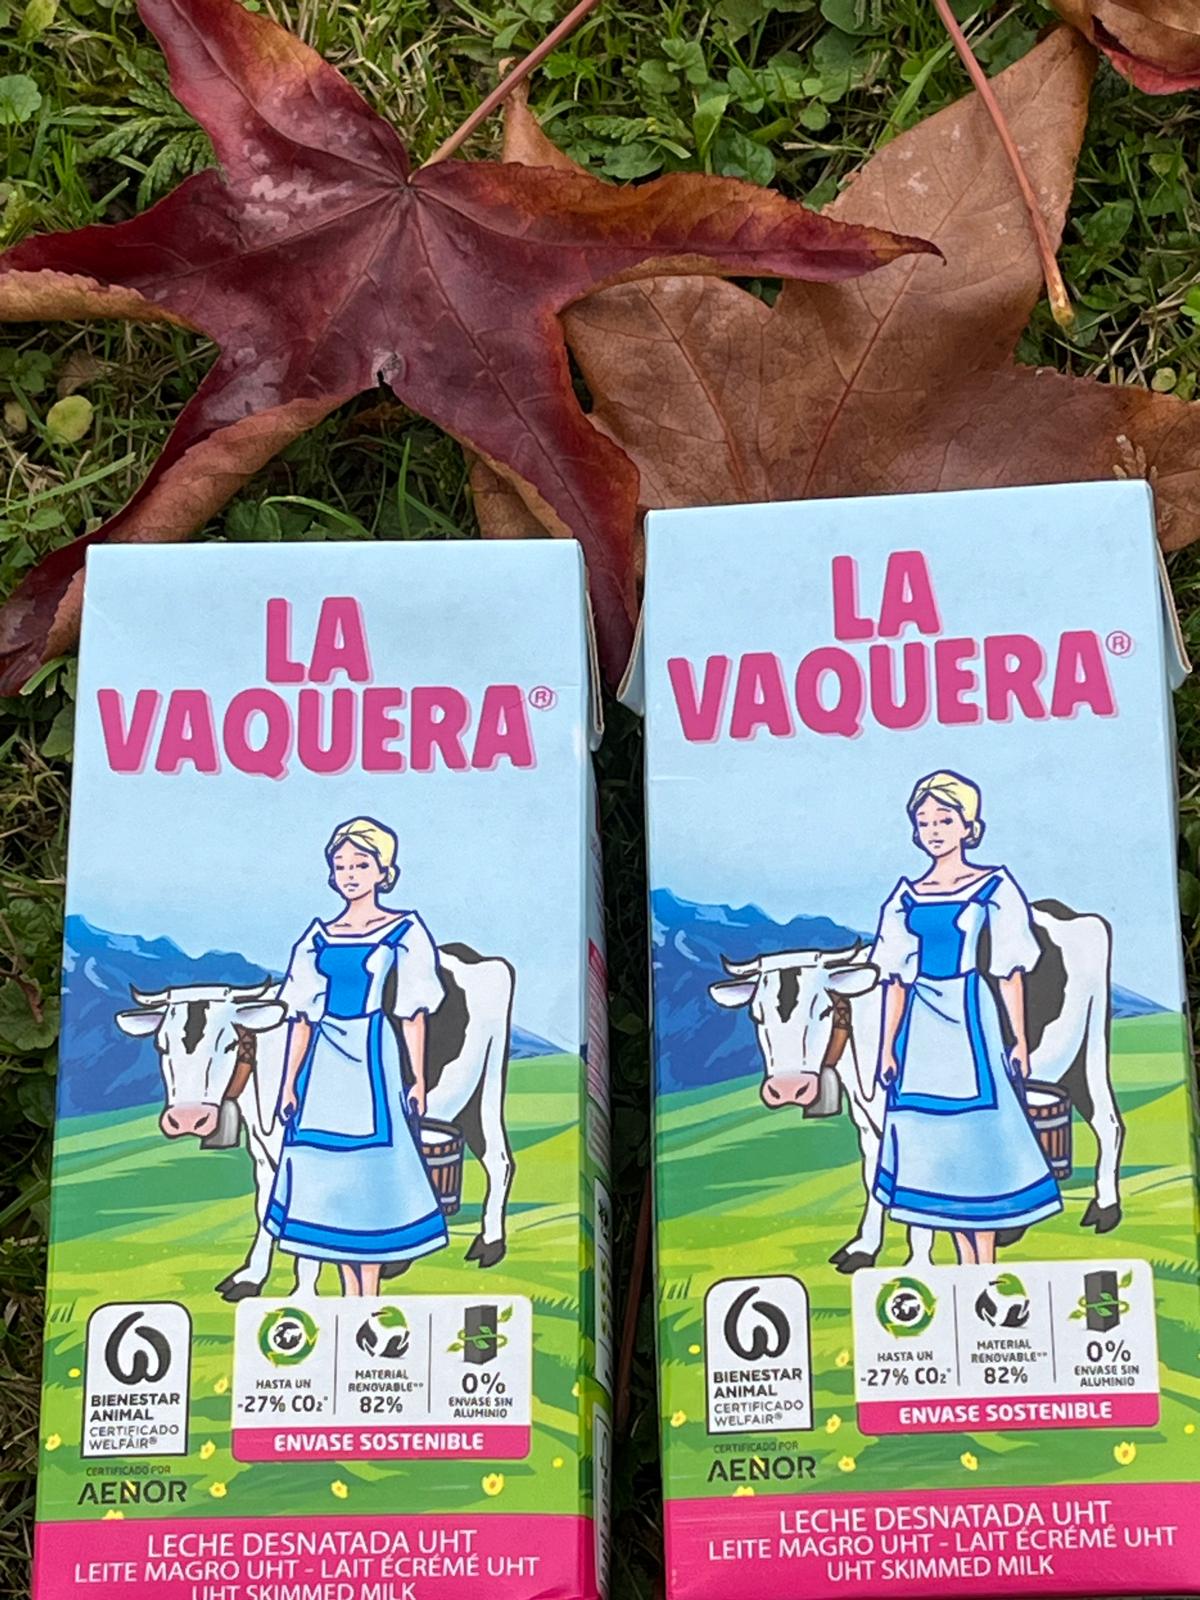 LA
VAQUERA®
BIENESTAR
ANIMAL
CERTIFICADO
WELFAIR®
CERTIFICADO POR
AENOR
HASTA UN
-27% CO₂*
MATERIAL
RENOVABLE**
82%
0%
ENVASE SIN
ALUMINIO
ENVASE SOSTENIBLE
LECHE DESNATADA UHT
LEITE MAGRO UHT - LAIT ÉCRÉMÉ UHT
UHT SKIMMED MILK
LA
VAQUERA®
BIENESTAR
ANIMAL
CERTIFICADO
WELFAIR®
CERTIFICADO POR
AENOR
HASTA UN
-27% CO₂*
MATERIAL
RENOVABLE**
82%
0%
ENVASE SIN
ALUMINIO
ENVASE SOSTENIBLE
LECHE DESNATADA UHT
LEITE MAGRO UHT - LAIT ÉCRÉMÉ UHT
UHT SKIMMED MILK